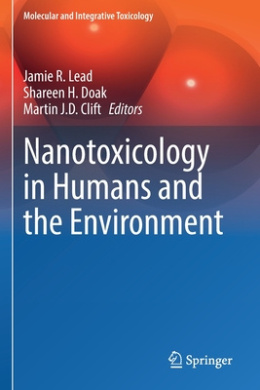 Molecular and Integrative Toxicology
Jamie R. Lead
Shareen H. Doak
Martin J.D. Clift Editors
Nanotoxicology
in Humans and
the Environment
Springer